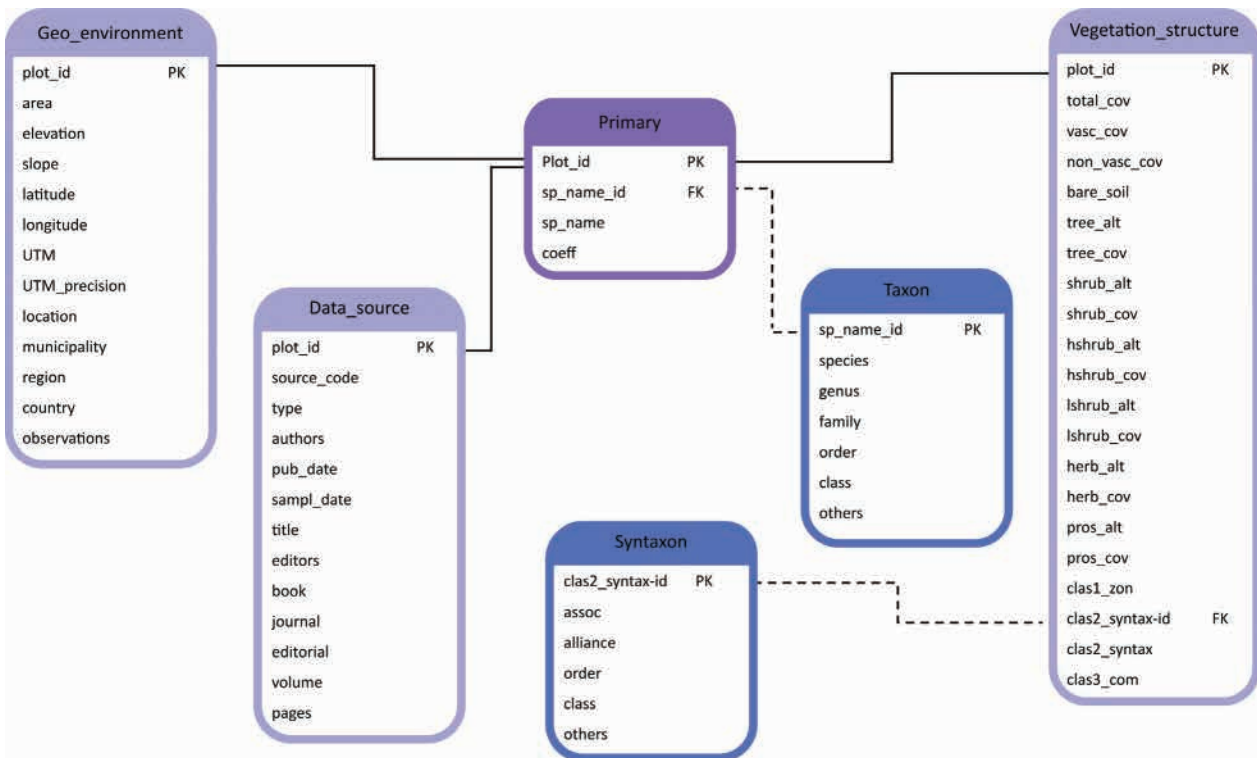 Geo_environment
plot_id PK
area
elevation
slope
latitude
longitude
UTM
UTM_precision
location
municipality
region
country
observations
Data_source
plot_id PK
source_code
type
authors
pub_date
sampl_date
title
editors
book
journal
editorial
volume
pages
Primary
Plot_id PK
sp_name_id FK
sp_name
coeff
Taxon
sp_name_id PK
species
genus
family
order
class
others
Syntaxon
clas2_syntax-id PK
assoc
alliance
order
class
others
Vegetation_structure
plot_id PK
total_cov
vasc_cov
non_vasc_cov
bare_soil
tree_alt
tree_cov
shrub_alt
shrub_cov
hshrub_alt
hshrub_cov
lshrub_alt
lshrub_cov
herb_alt
herb_cov
pros_alt
pros_cov
clas1_zon
clas2_syntax-id FK
clas2_syntax
clas3_com